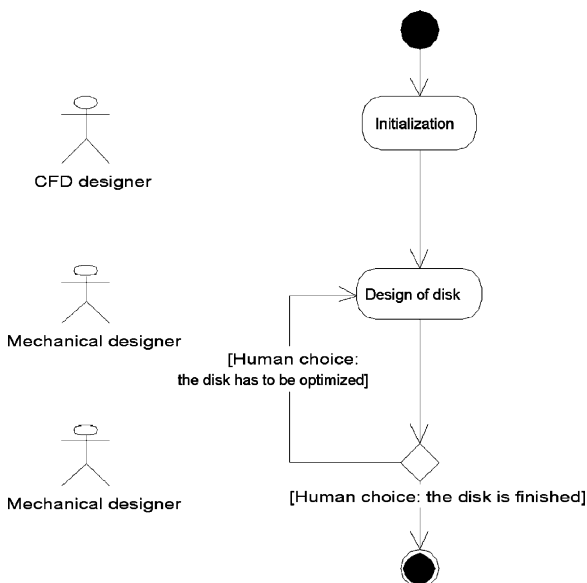 Initialization
CFD designer
Design of disk
Mechanical designer
[Human choice:
the disk has to be optimized]
Mechanical designer
[Human choice: the disk is finished]